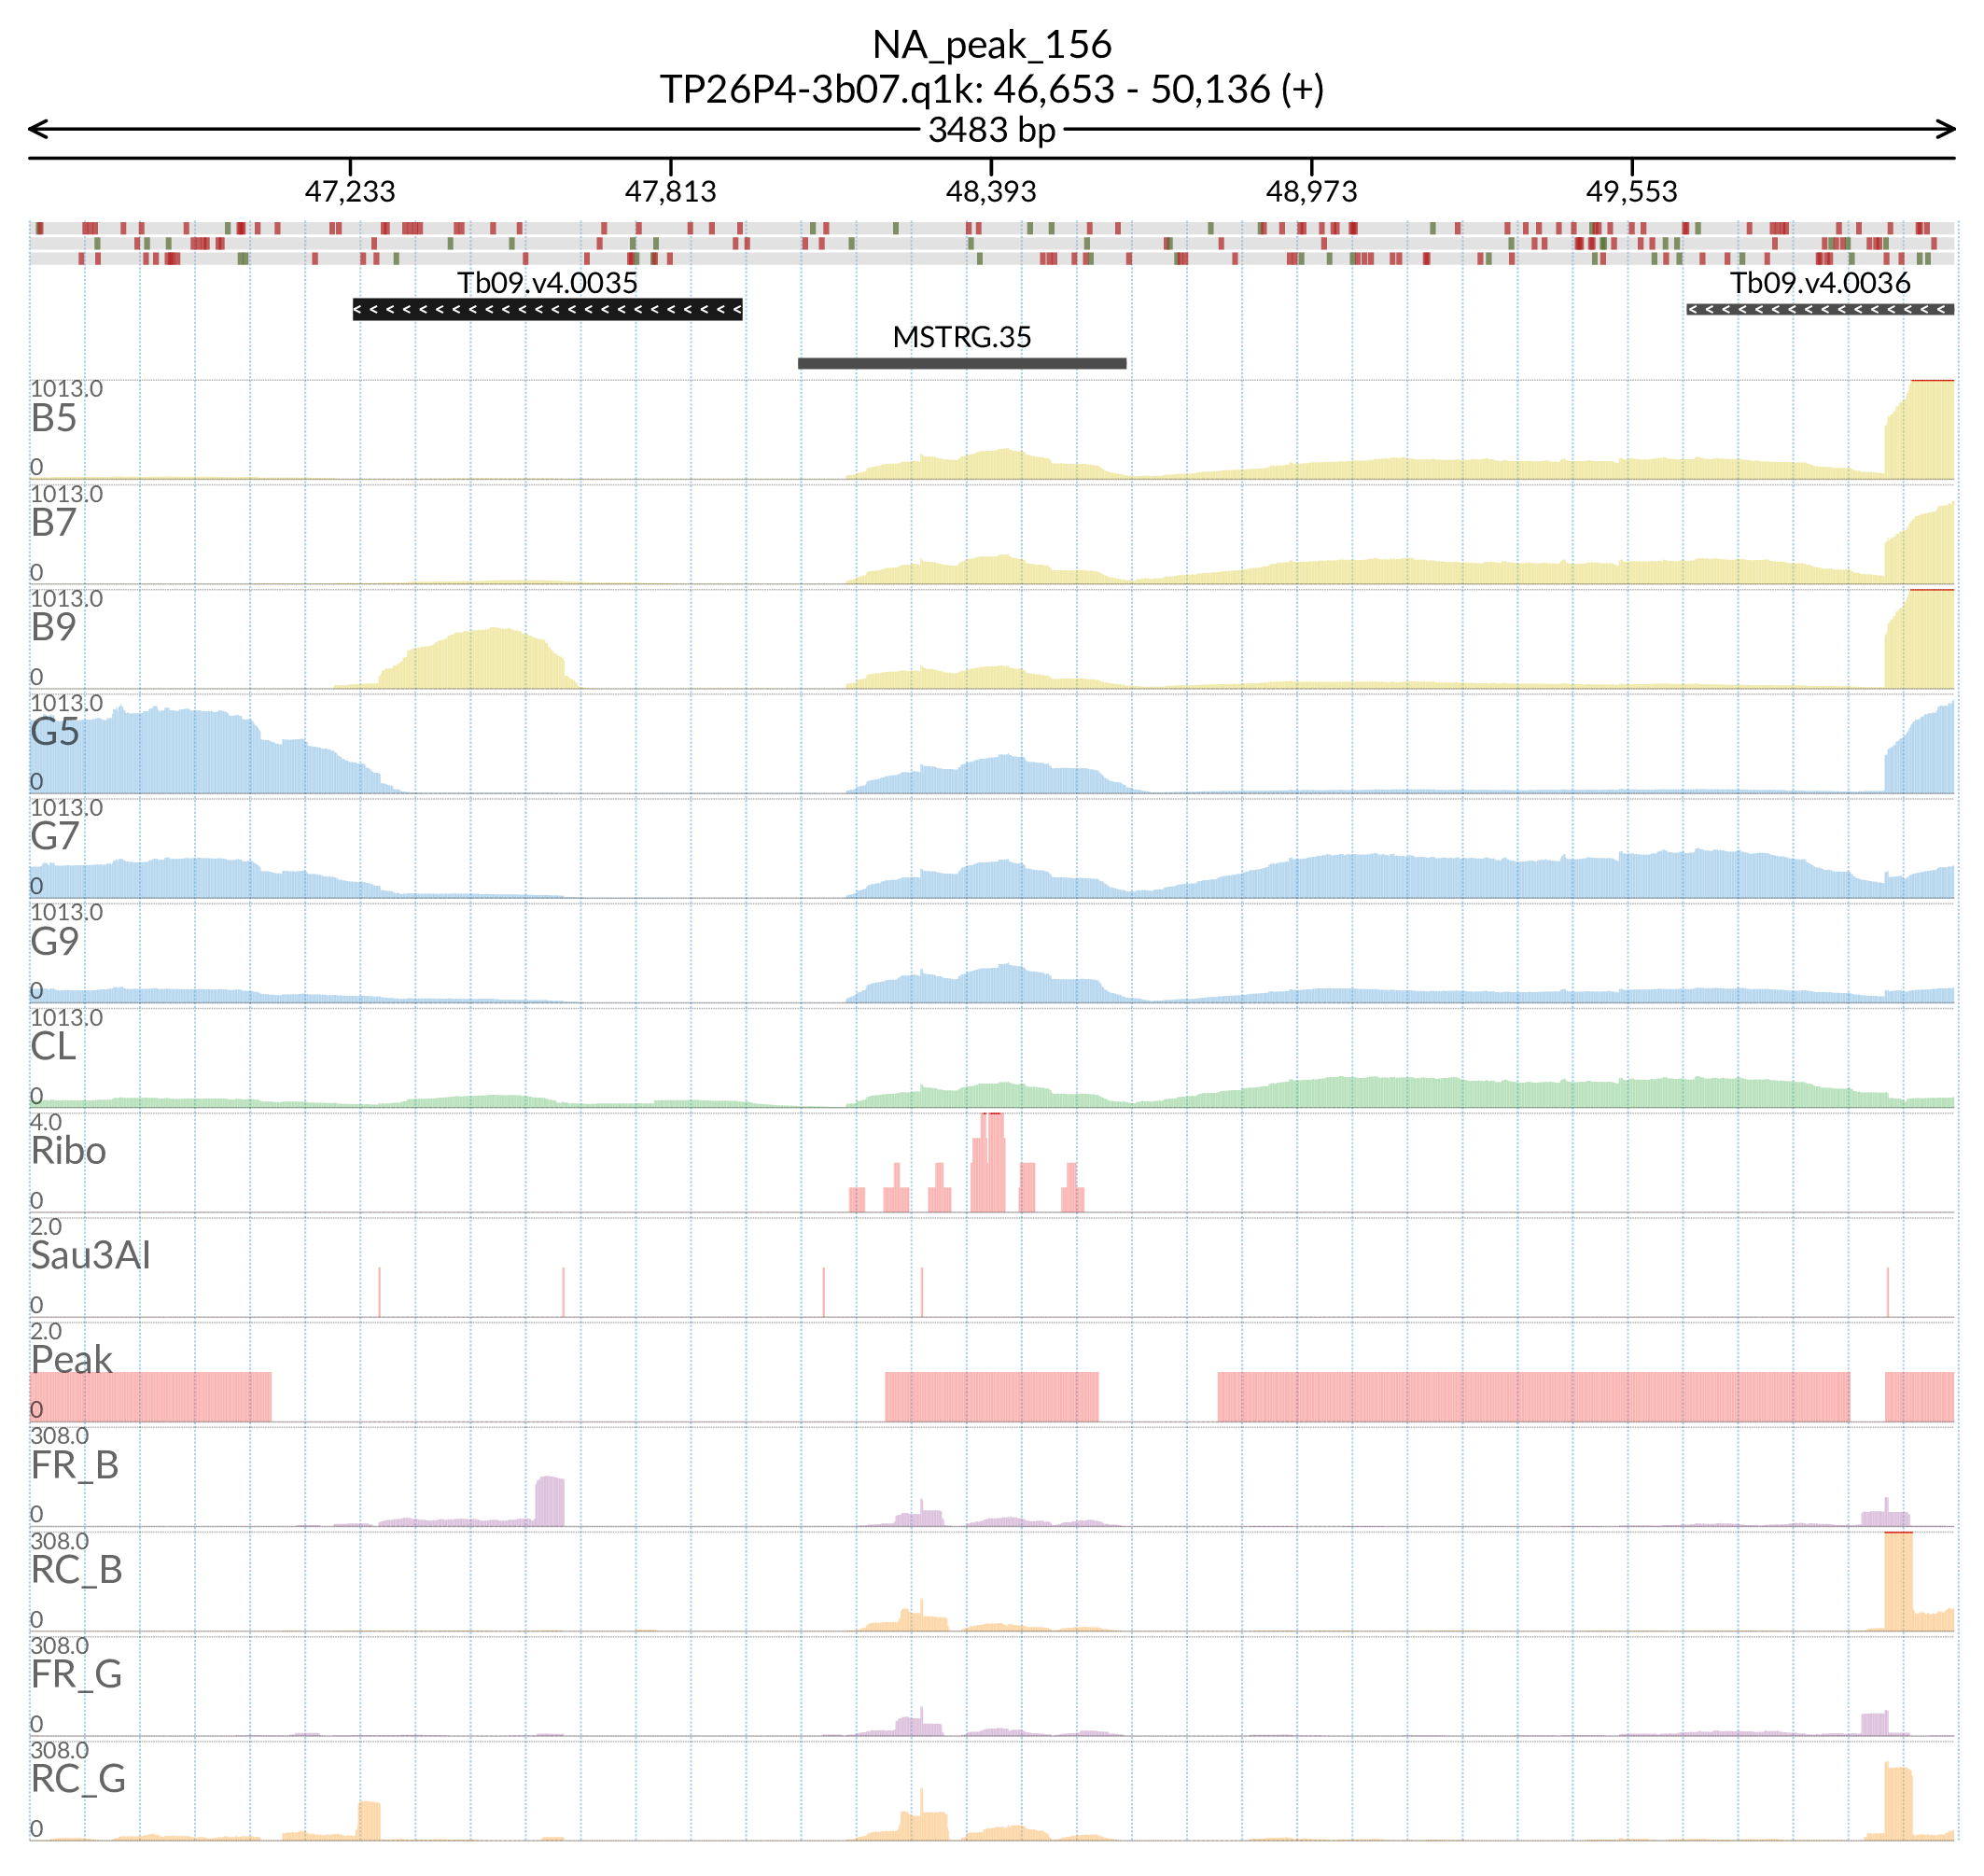 NA_peak_156
TP26P4-3b07.q1k: 46,653 - 50,136 (+)
3483 bp
47,233 47,813 48,393 48,973 49,553
Tb09.v4.0035 Tb09.v4.0036
MSTRG.35
1013.0
B5
0
1013.0
B7
0
1013.0
B9
0
1013.0
G5
0
1013.0
G7
0
1013.0
G9
0
1013.0
CL
0
4.0
Ribo
0
2.0
Sau3AI
0
2.0
Peak
0
308.0
FR_B
0
308.0
RC_B
0
308.0
FR_G
0
308.0
RC_G
0